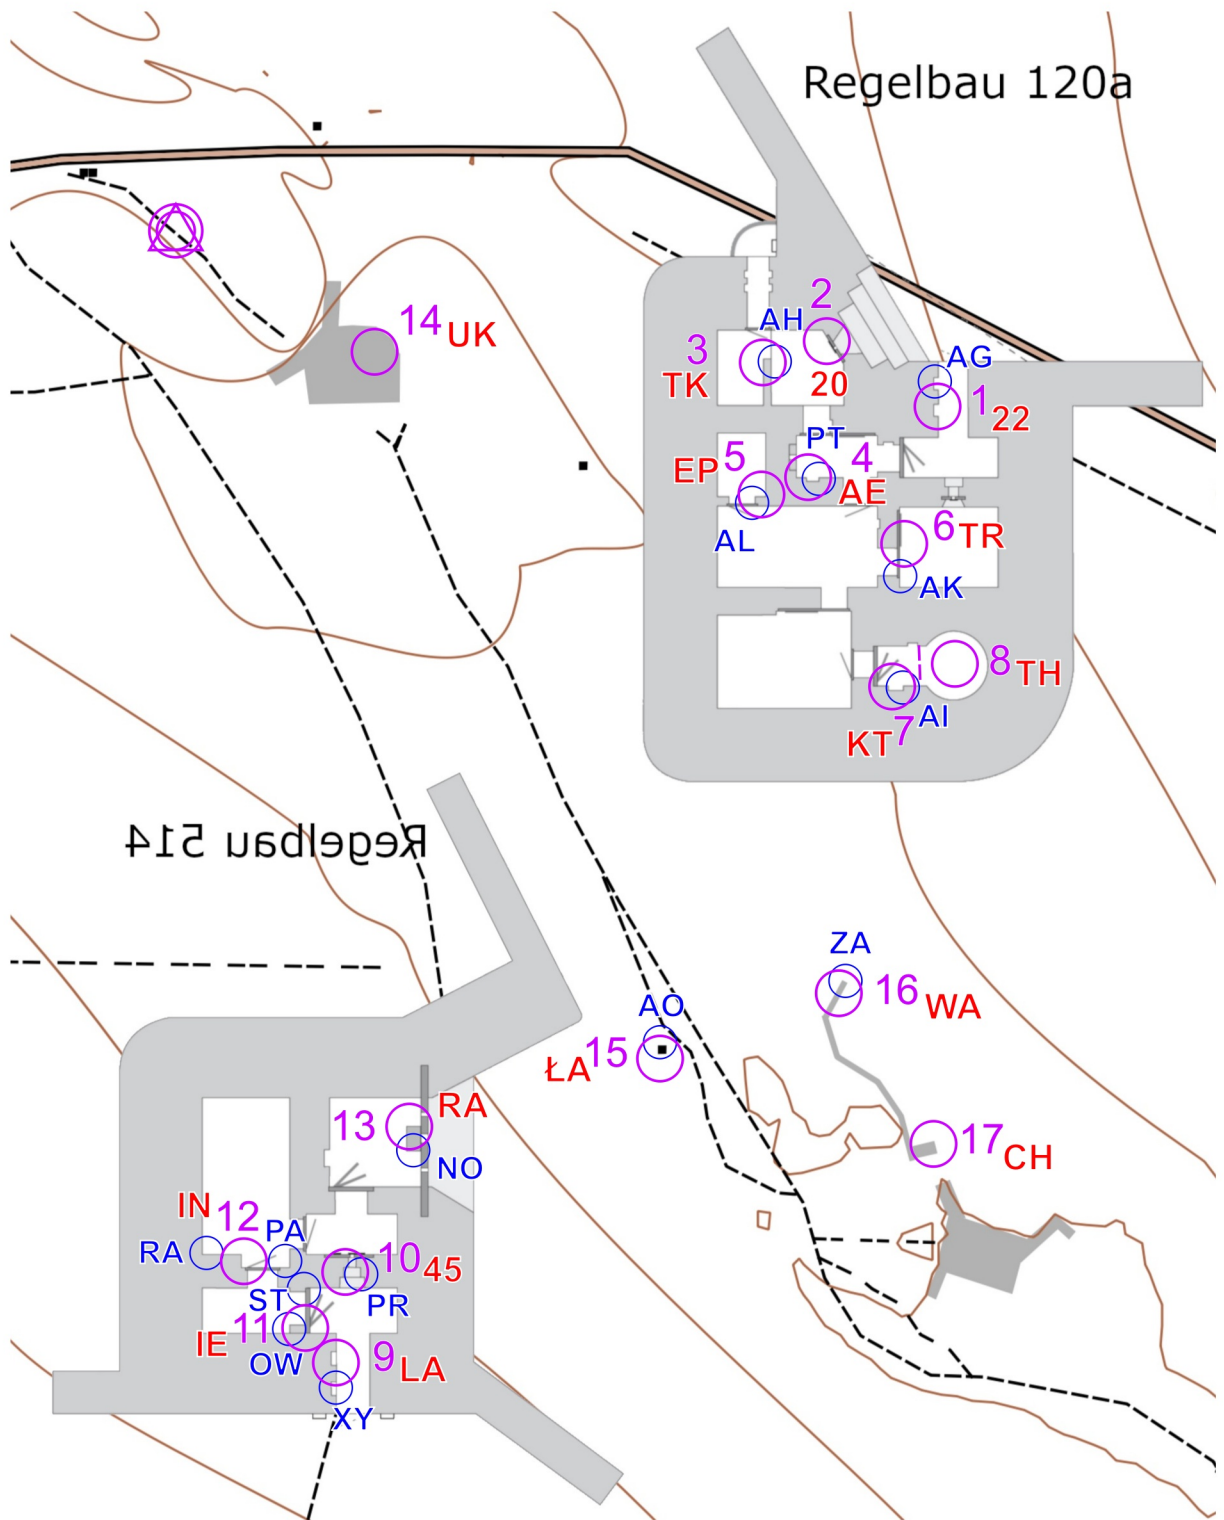 Regelbau 120a
2
AH
14 UK
3
TK
20
AG
1 22
PT
5
EP
4
AE
AL
6 TR
AK
8 TH
AI
KT 7
Regelbau 514
ZA
16 WA
AO
ŁA 15
RA
13
NO
17 CH
IN
12
PA
RA
10 45
ST
PR
11
IE
OW
9 LA
XY